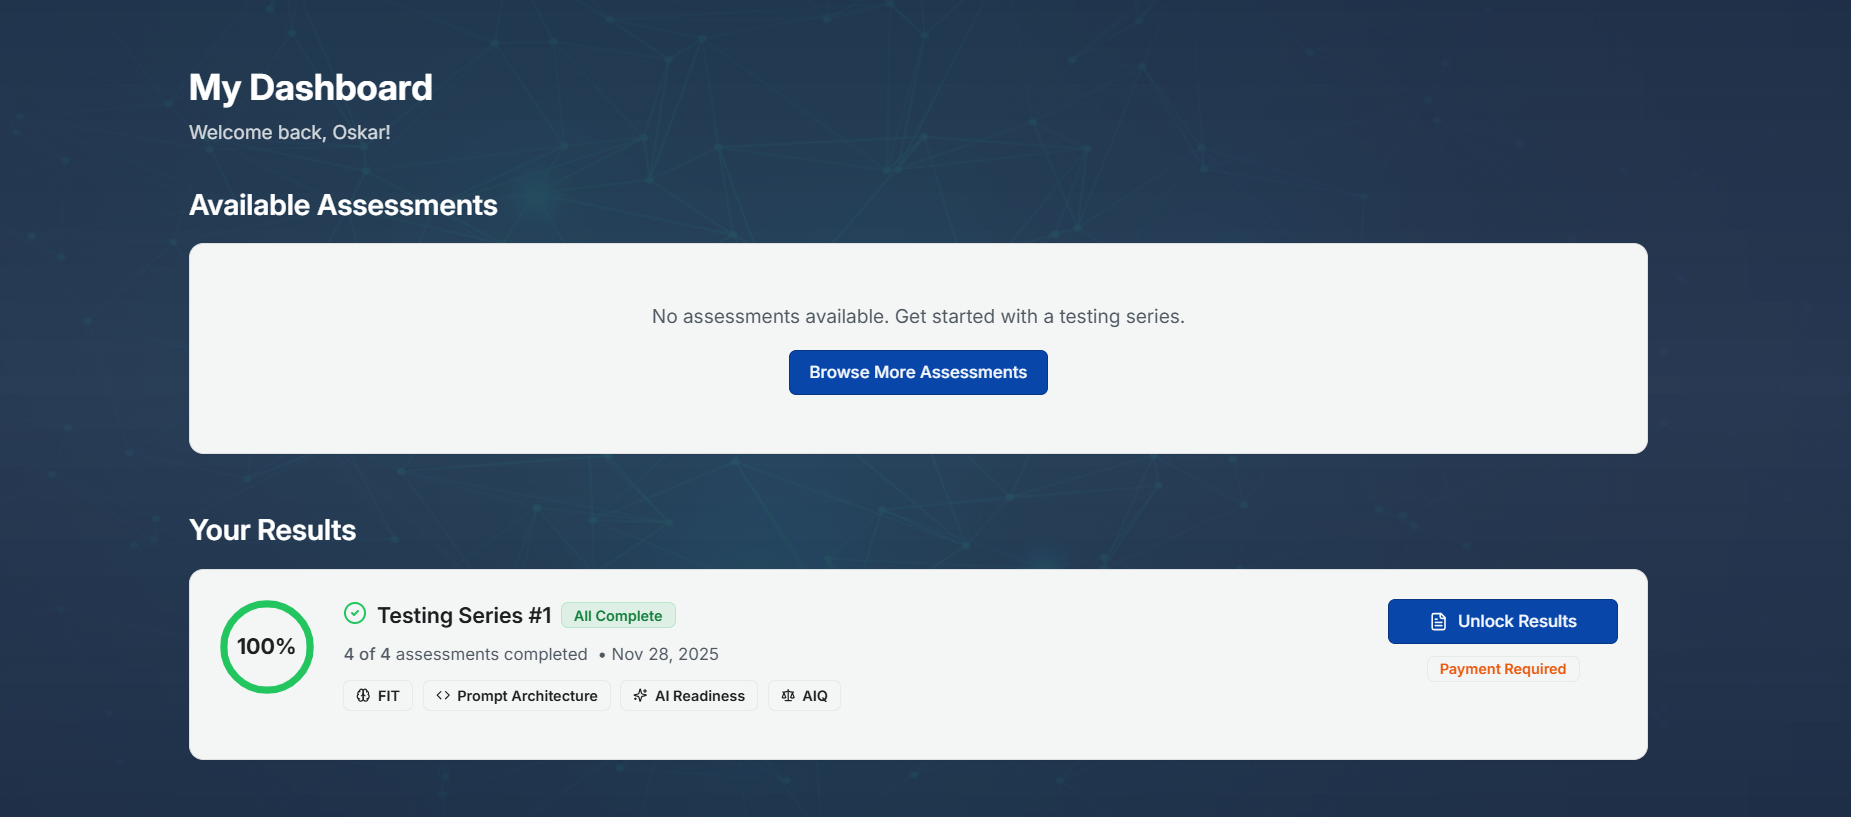 My Dashboard
Welcome back, Oskar!
Available Assessments
No assessments available. Get started with a testing series.
Browse More Assessments
Your Results
100%
Testing Series #1 All Complete
4 of 4 assessments completed • Nov 28, 2025
FIT Prompt Architecture AI Readiness AIQ
Unlock Results
Payment Required